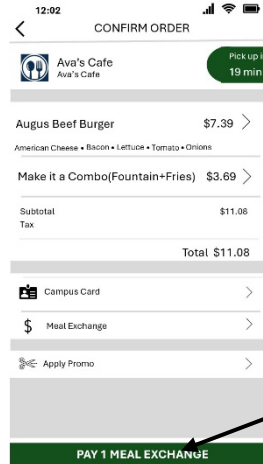 12:02
CONFIRM ORDER
Ava's Cafe
Ava's Cafe
Pick up i
19 min
Augus Beef Burger $7.39
American Cheese • Bacon • Lettuce • Tomato • Onions
Make it a Combo(Fountain+Fries) $3.69
Subtotal $11.08
Tax
Total $11.08
Campus Card
$ Meal Exchange
Apply Promo
PAY 1 MEAL EXCHANGE